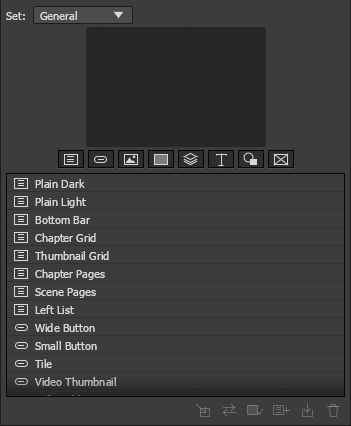 Set: General
Plain Dark
Plain Light
Bottom Bar
Chapter Grid
Thumbnail Grid
Chapter Pages
Scene Pages
Left List
Wide Button
Small Button
Tile
Video Thumbnail